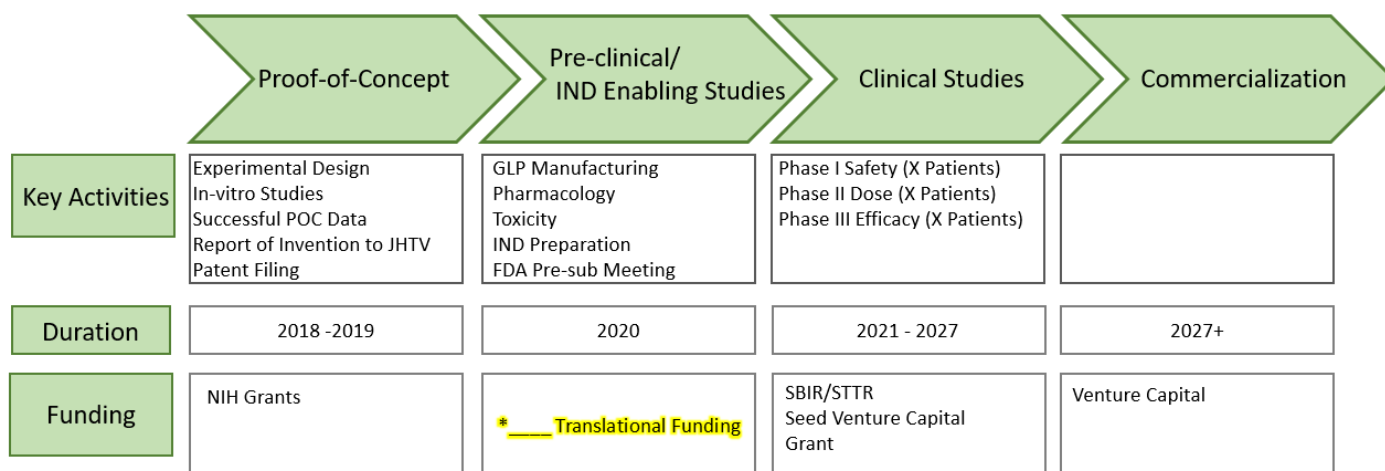 Proof-of-Concept
Pre-clinical/
IND Enabling Studies
Clinical Studies
Commercialization
Key Activities
Experimental Design
In-vitro Studies
Successful POC Data
Report of Invention to JHTV
Patent Filing
GLP Manufacturing
Pharmacology
Toxicity
IND Preparation
FDA Pre-sub Meeting
Phase I Safety (X Patients)
Phase II Dose (X Patients)
Phase III Efficacy (X Patients)
Duration
2018 -2019
2020
2021 - 2027
2027+
Funding
NIH Grants
*____ Translational Funding
SBIR/STTR
Seed Venture Capital
Grant
Venture Capital